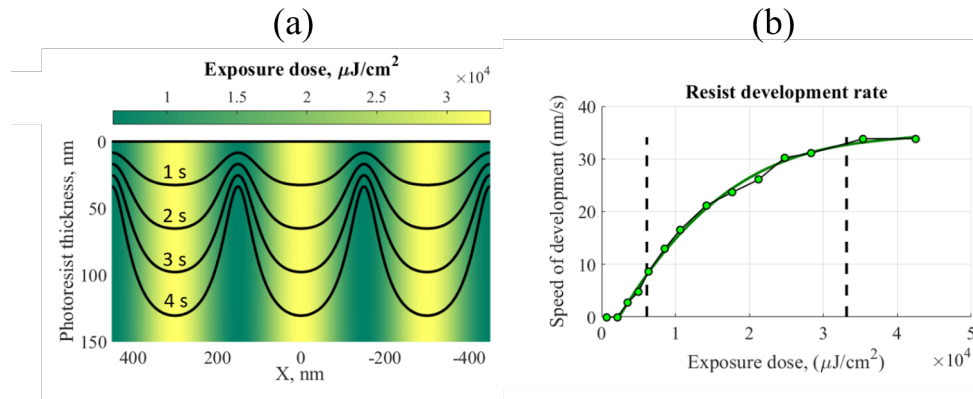 (a)
Exposure dose, μJ/cm²
×10⁴
1 1.5 2 2.5 3
Photoresist thickness, nm
0
50
100
150
1 s
2 s
3 s
4 s
400 200 0 -200 -400
X, nm
(b)
Resist development rate
Speed of development (nm/s)
40
30
20
10
0
0 1 2 3 4 5
Exposure dose, (μJ/cm²)
×10⁴